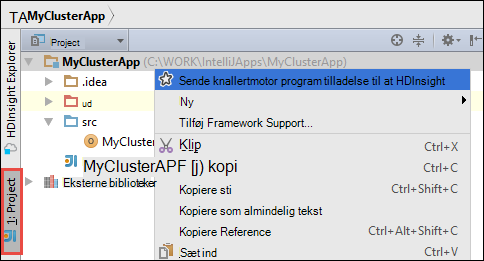 TAMyClusterApp
Project
MyClusterApp (C:\WORK\IntelliJApps\MyClusterApp)
.idea
ud
src
MyCluster
MyClusterAPF [j) kopi
Eksterne biblioteker
HDInsight Explorer
1: Project
Sende knallertmotor program tilladelse til at HDInsight
Ny
Tilføj Framework Support...
Klip Ctrl+X
Ctrl+C
Kopiere sti Ctrl+Shift+C
Kopiere som almindelig tekst
Kopiere Reference Ctrl+Alt+Shift+C
Sæt ind Ctrl+V